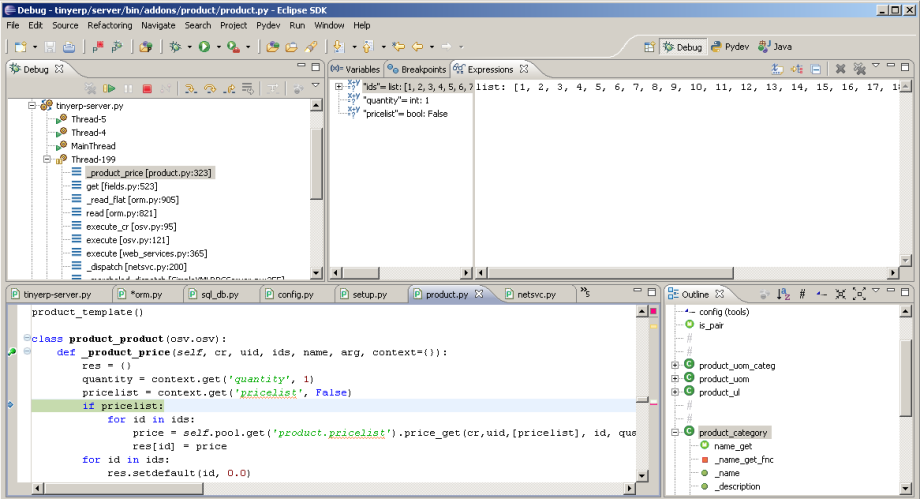 Debug - tinyerp/server/bin/addons/product/product.py - Eclipse SDK
File Edit Source Refactoring Navigate Search Project Pydev Run Window Help
Debug Pydev Java
Debug
tinyerp-server.py
Thread-5
Thread-4
MainThread
Thread-199
_product_price [product.py:323]
get [fields.py:523]
_read_flat [orm.py:905]
read [orm.py:821]
execute_cr [osv.py:95]
execute [osv.py:121]
execute [web_services.py:365]
_dispatch [netsvc.py:200]
Variables Breakpoints Expressions
"ids"= list: [1, 2, 3, 4, 5, 6, 7
"quantity"= int: 1
"pricelist"= bool: False
list: [1, 2, 3, 4, 5, 6, 7, 8, 9, 10, 11, 12, 13, 14, 15, 16, 17, 18
tinyerp-server.py *orm.py sql_db.py config.py setup.py product.py netsvc.py »5
product_template()
class product_product(osv.osv):
def _product_price(self, cr, uid, ids, name, arg, context={}):
res = {}
quantity = context.get('quantity', 1)
pricelist = context.get('pricelist', False)
if pricelist:
for id in ids:
price = self.pool.get('product.pricelist').price_get(cr,uid,[pricelist], id, qua
res[id] = price
for id in ids:
res.setdefault(id, 0.0)
Outline
config (tools)
is_pair
#
#
product_uom_categ
product_uom
product_ul
#
#
product_category
name_get
_name_get_fnc
_name
_description